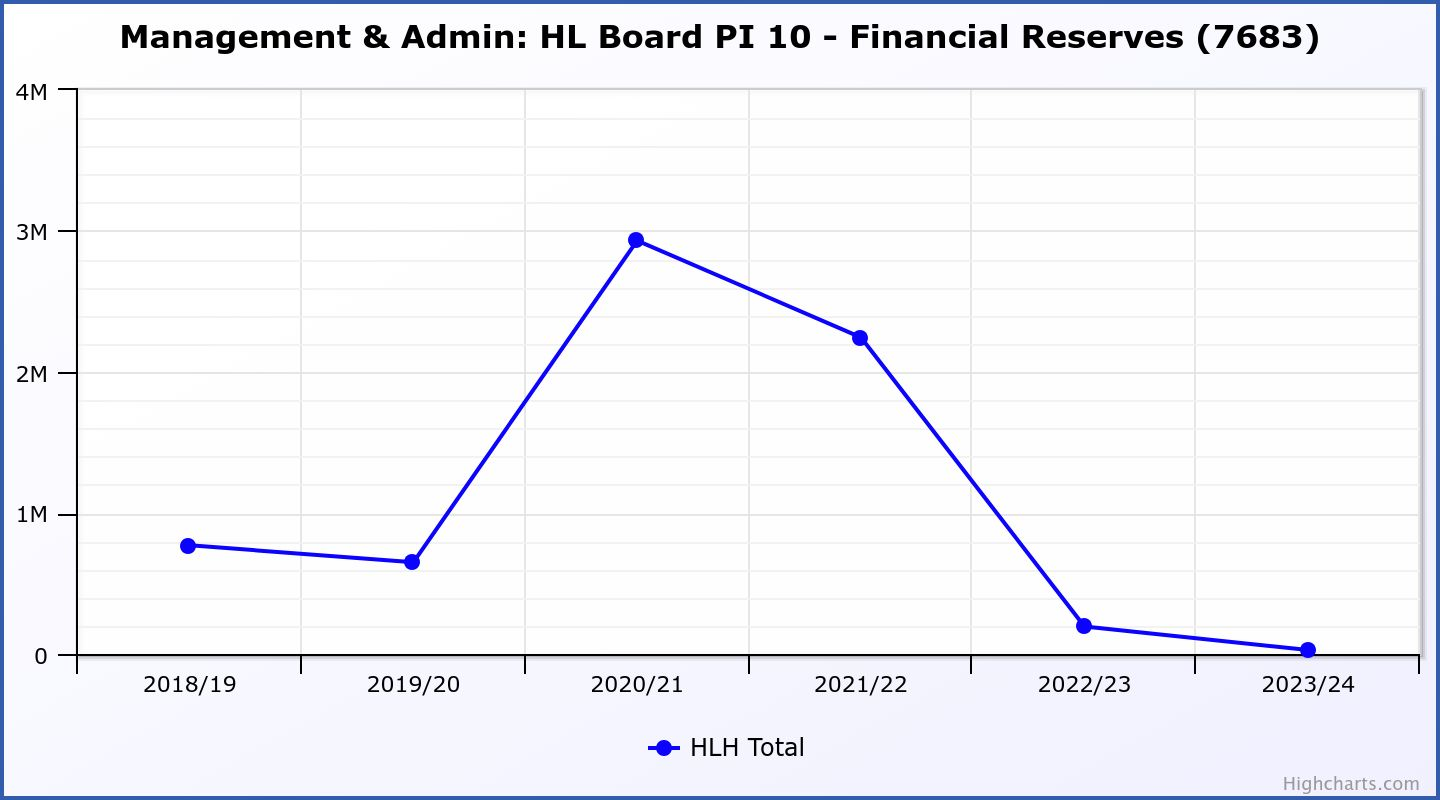 Management & Admin: HL Board PI 10 - Financial Reserves (7683)
4M
3M
2M
1M
0
2018/19 2019/20 2020/21 2021/22 2022/23 2023/24
HLH Total
Highcharts.com